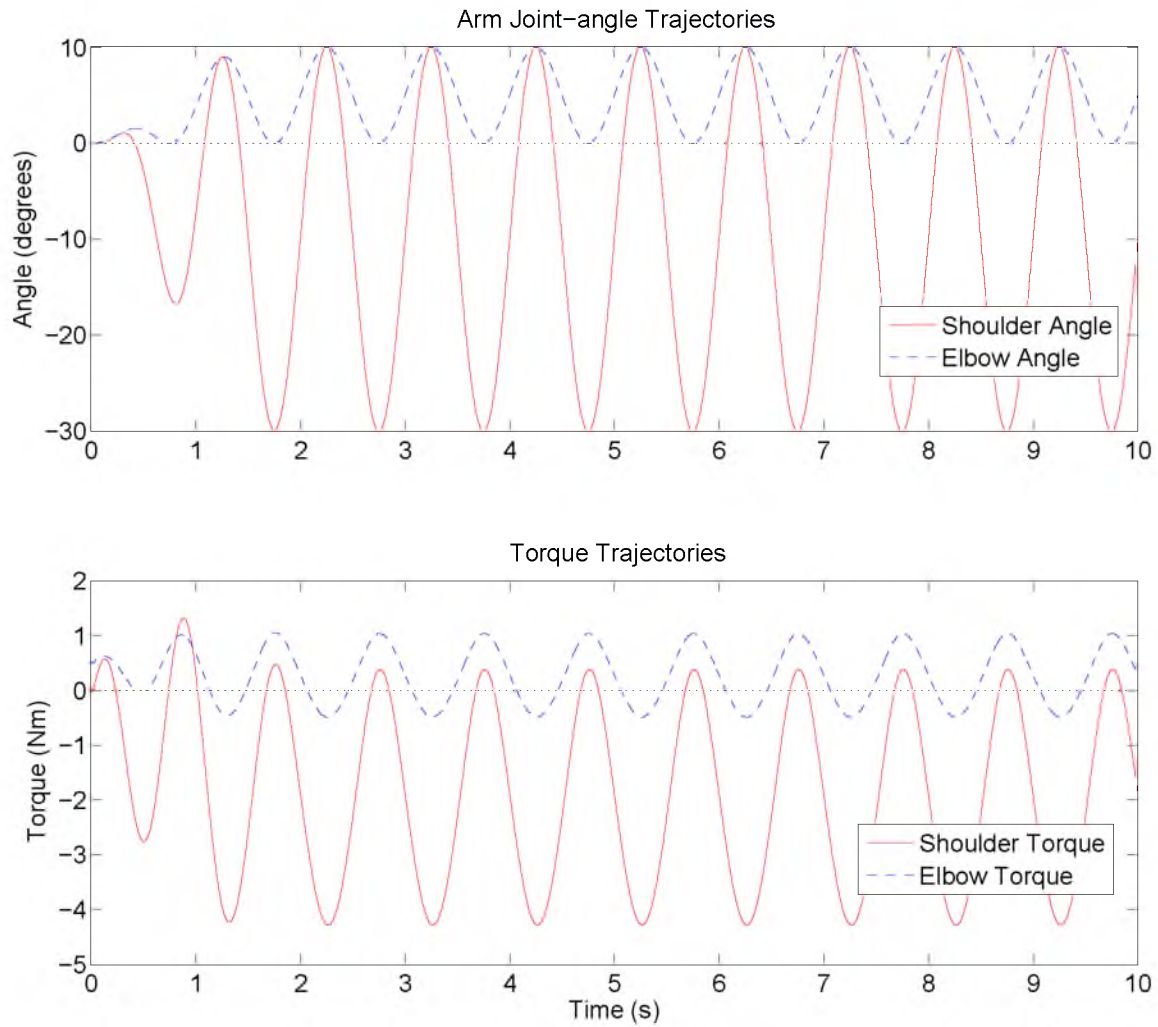 Arm Joint−angle Trajectories
10
0
−10
−20
−30
Angle (degrees)
Shoulder Angle
Elbow Angle
0 1 2 3 4 5 6 7 8 9 10
Torque Trajectories
2
1
0
−1
−2
−3
−4
−5
Torque (Nm)
Shoulder Torque
Elbow Torque
0 1 2 3 4 5 6 7 8 9 10
Time (s)